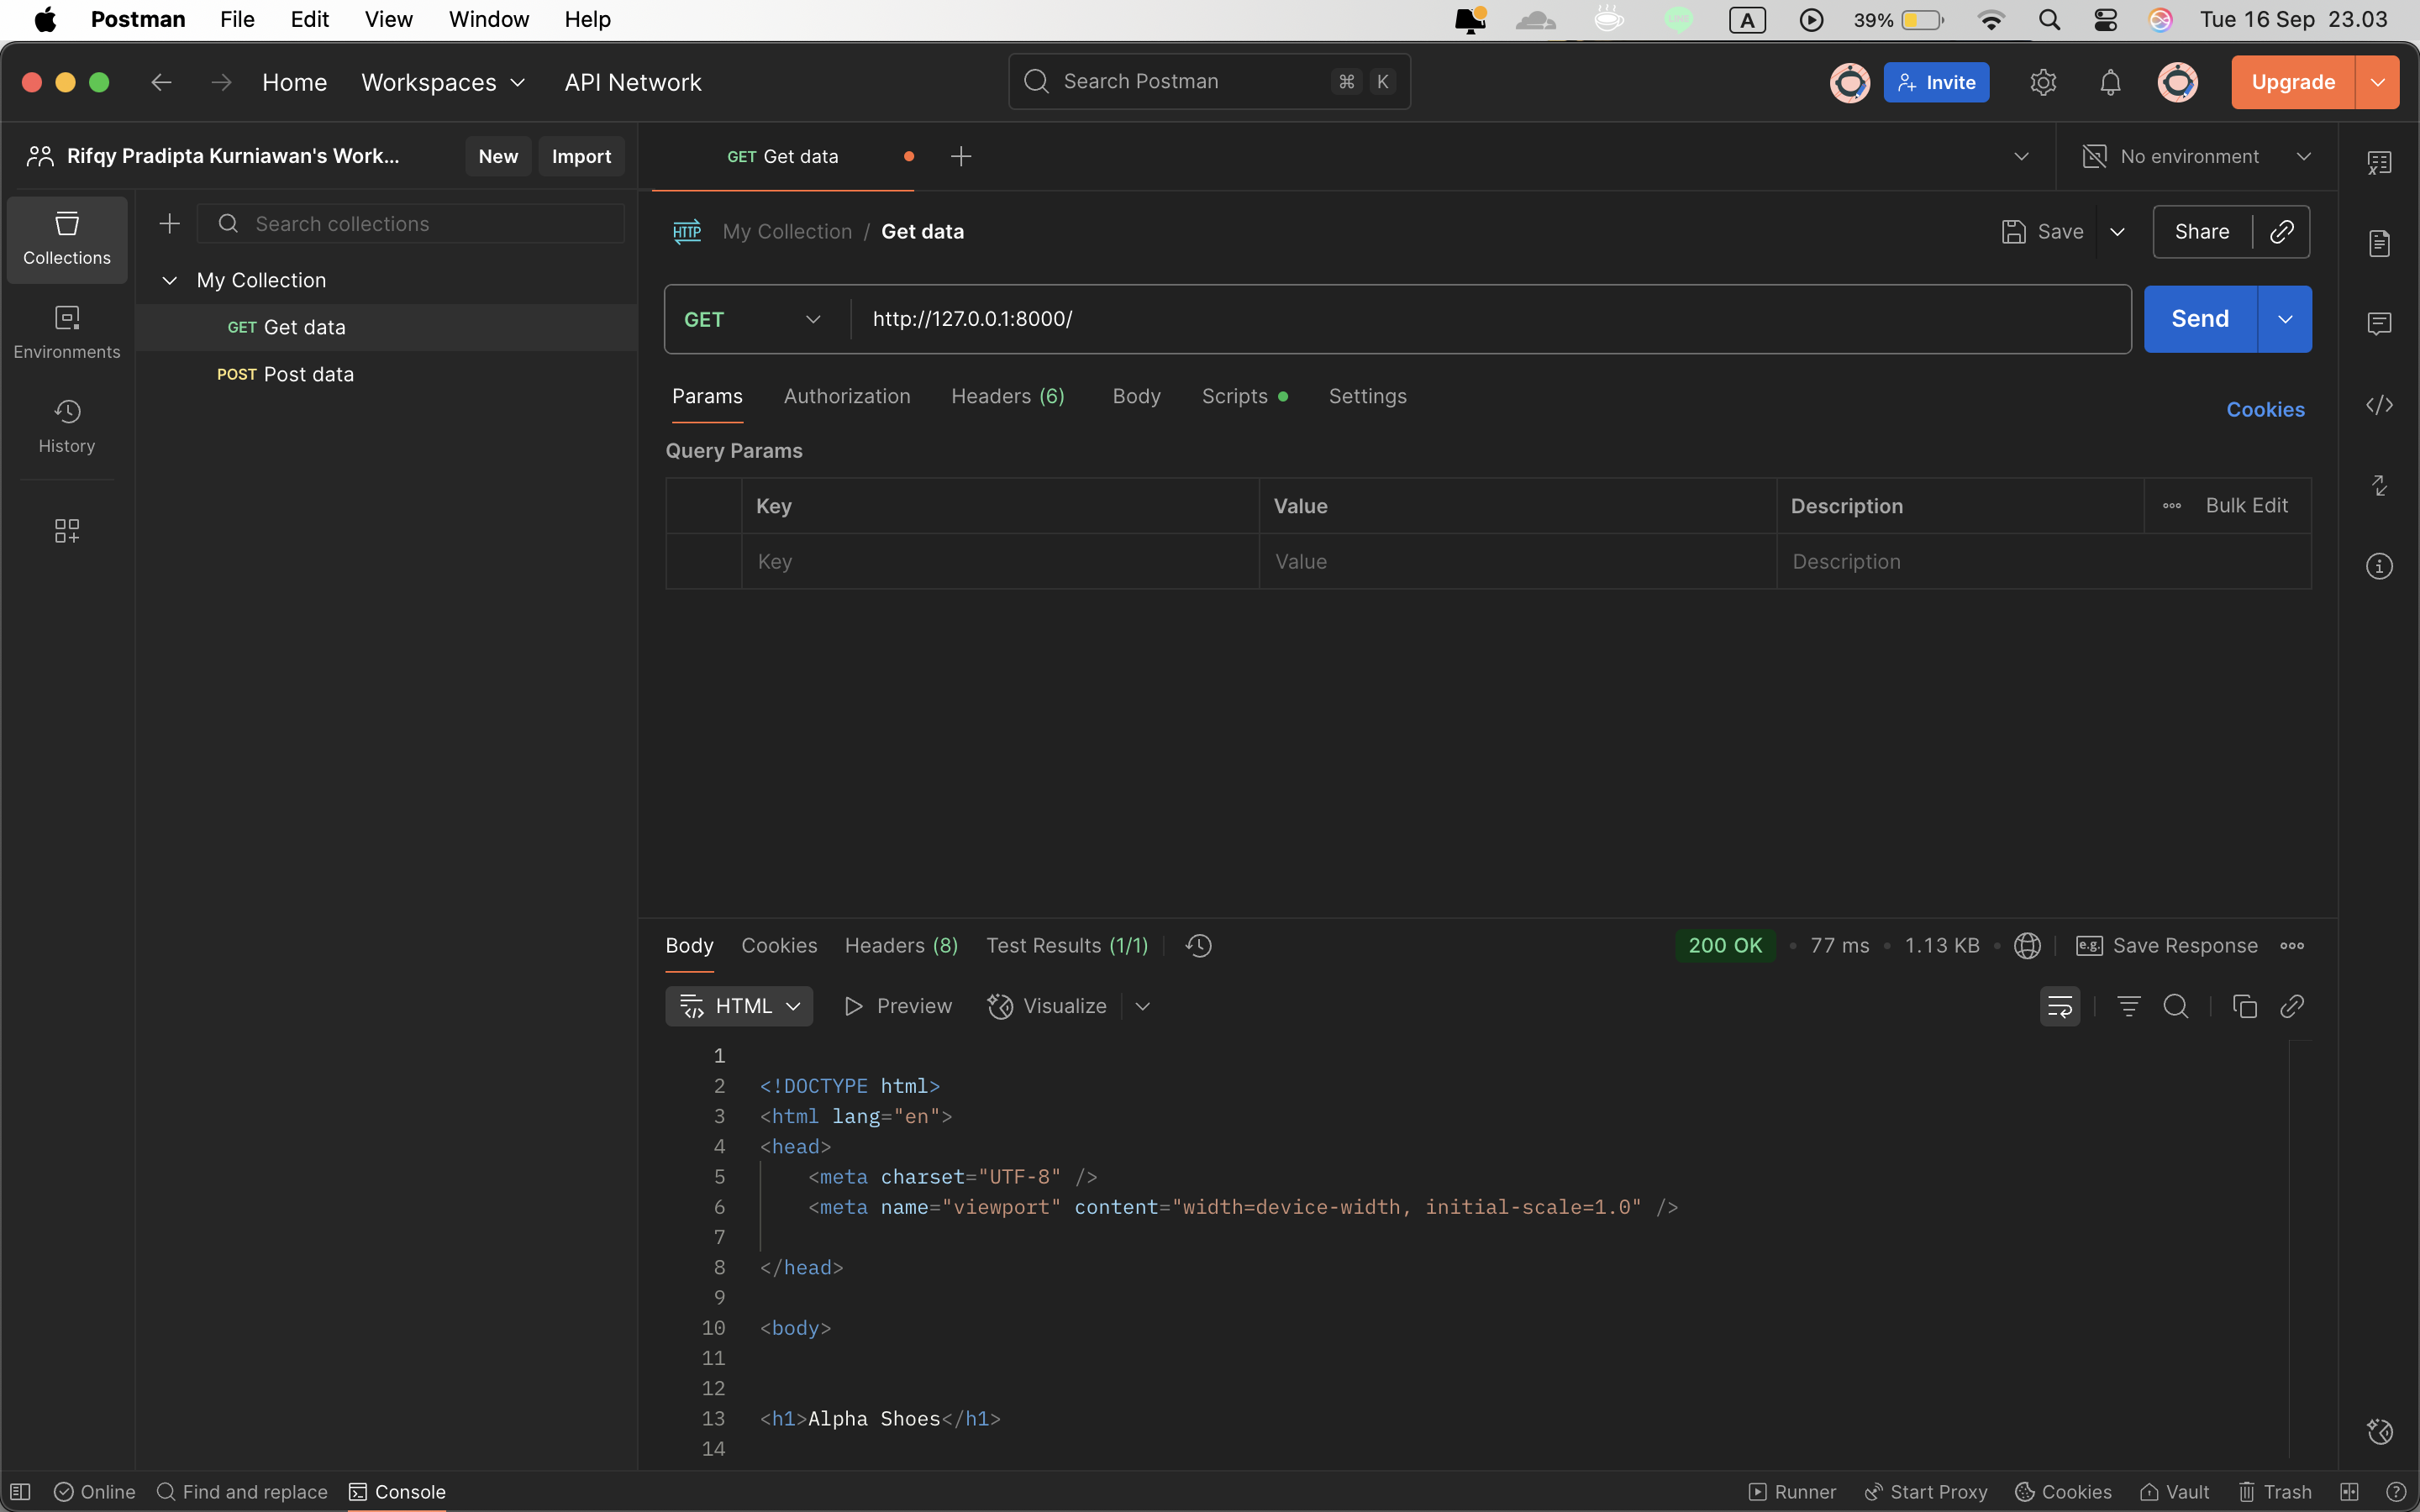 Postman File Edit View Window Help A 39% Tue 16 Sep 23.03
Home Workspaces API Network Search Postman ⌘ K Invite Upgrade
Rifqy Pradipta Kurniawan's Work... New Import GET Get data No environment
Collections
Environments
History
Search collections
My Collection
GET Get data
POST Post data
HTTP My Collection / Get data Save Share
GET http://127.0.0.1:8000/ Send
Params Authorization Headers (6) Body Scripts Settings Cookies
Query Params
Key Value Description Bulk Edit
Key Value Description
Body Cookies Headers (8) Test Results (1/1) 200 OK 77 ms 1.13 KB e.g. Save Response
HTML Preview Visualize
1
2 <!DOCTYPE html>
3 <html lang="en">
4 <head>
5 <meta charset="UTF-8" />
6 <meta name="viewport" content="width=device-width, initial-scale=1.0" />
7
8 </head>
9
10 <body>
11
12
13 <h1>Alpha Shoes</h1>
14
Online Find and replace Console Runner Start Proxy Cookies Vault Trash